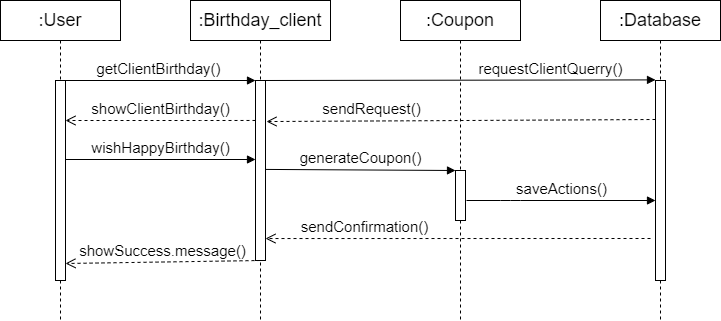 :User
:Birthday_client
:Coupon
:Database
getClientBirthday()
requestClientQuerry()
showClientBirthday()
sendRequest()
wishHappyBirthday()
generateCoupon()
saveActions()
sendConfirmation()
showSuccess.message()